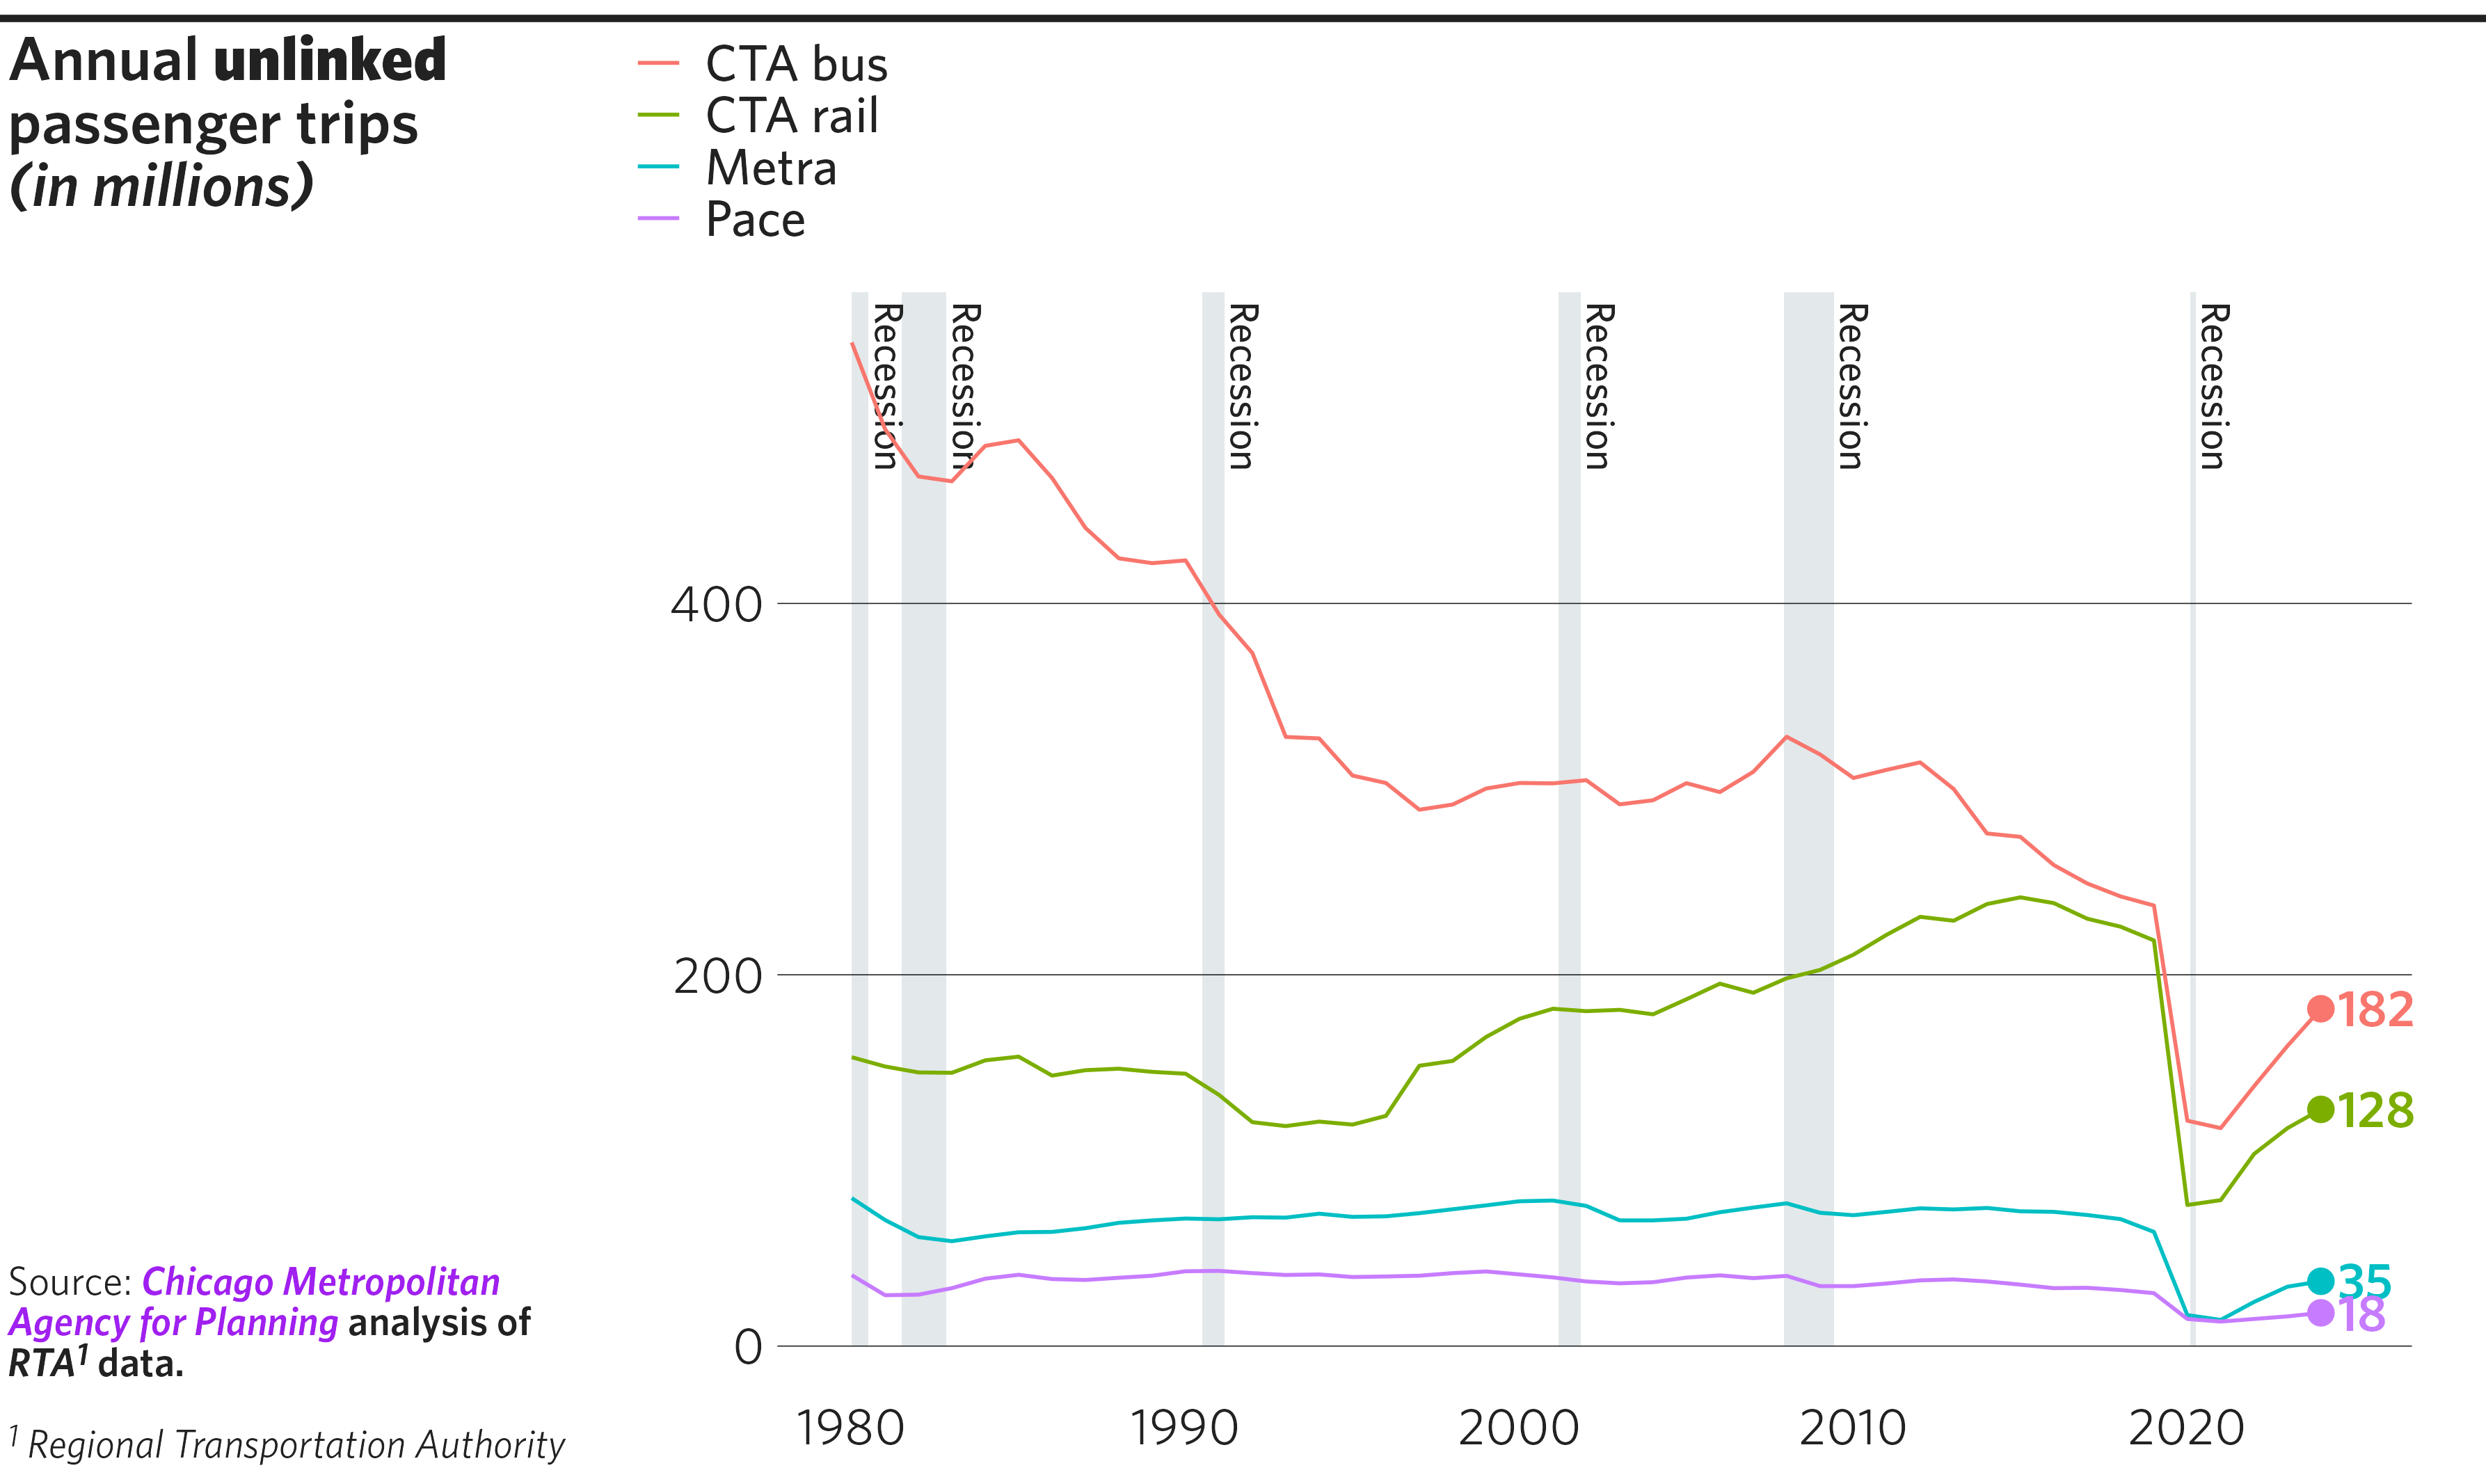 Annual unlinked
passenger trips
(in millions)
CTA bus
CTA rail
Metra
Pace
Recession
Recession
Recession
Recession
Recession
Recession
400
200
0
182
128
35
18
1980
1990
2000
2010
2020
Source: Chicago Metropolitan
Agency for Planning analysis of
RTA¹ data.
¹ Regional Transportation Authority